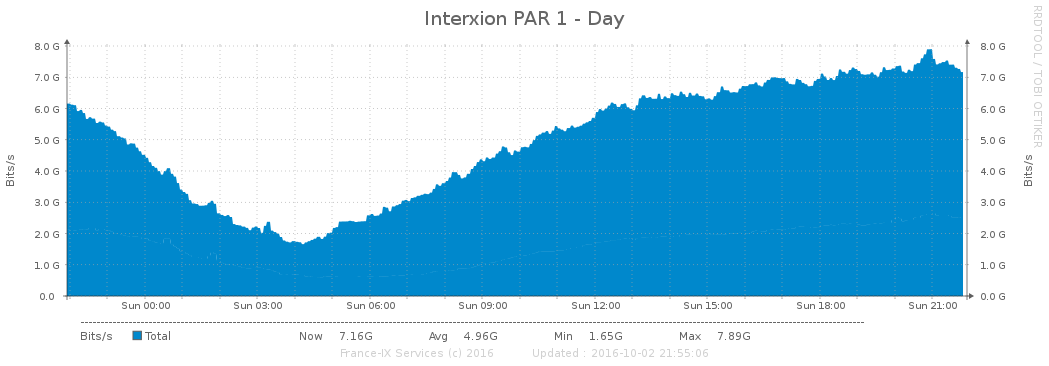 Interxion PAR 1 - Day
RRDTOOL / TOBI OETIKER
Bits/s
8.0 G 8.0 G
7.0 G 7.0 G
6.0 G 6.0 G
5.0 G 5.0 G
4.0 G 4.0 G
3.0 G 3.0 G
2.0 G 2.0 G
1.0 G 1.0 G
0.0 0.0 G
Bits/s
Sun 00:00 Sun 03:00 Sun 06:00 Sun 09:00 Sun 12:00 Sun 15:00 Sun 18:00 Sun 21:00
Bits/s Total Now 7.16G Avg 4.96G Min 1.65G Max 7.89G
France-IX Services (c) 2016 Updated : 2016-10-02 21:55:06